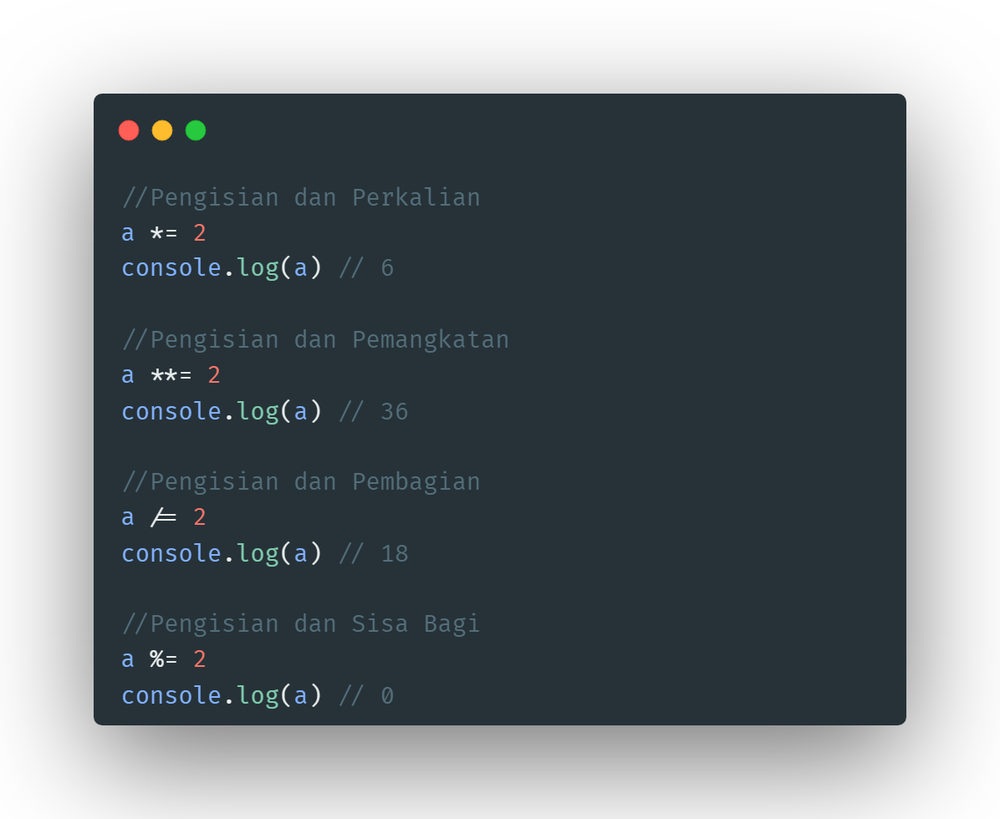 //Pengisian dan Perkalian
a *= 2
console.log(a) // 6
//Pengisian dan Pemangkatan
a **= 2
console.log(a) // 36
//Pengisian dan Pembagian
a /= 2
console.log(a) // 18
//Pengisian dan Sisa Bagi
a %= 2
console.log(a) // 0